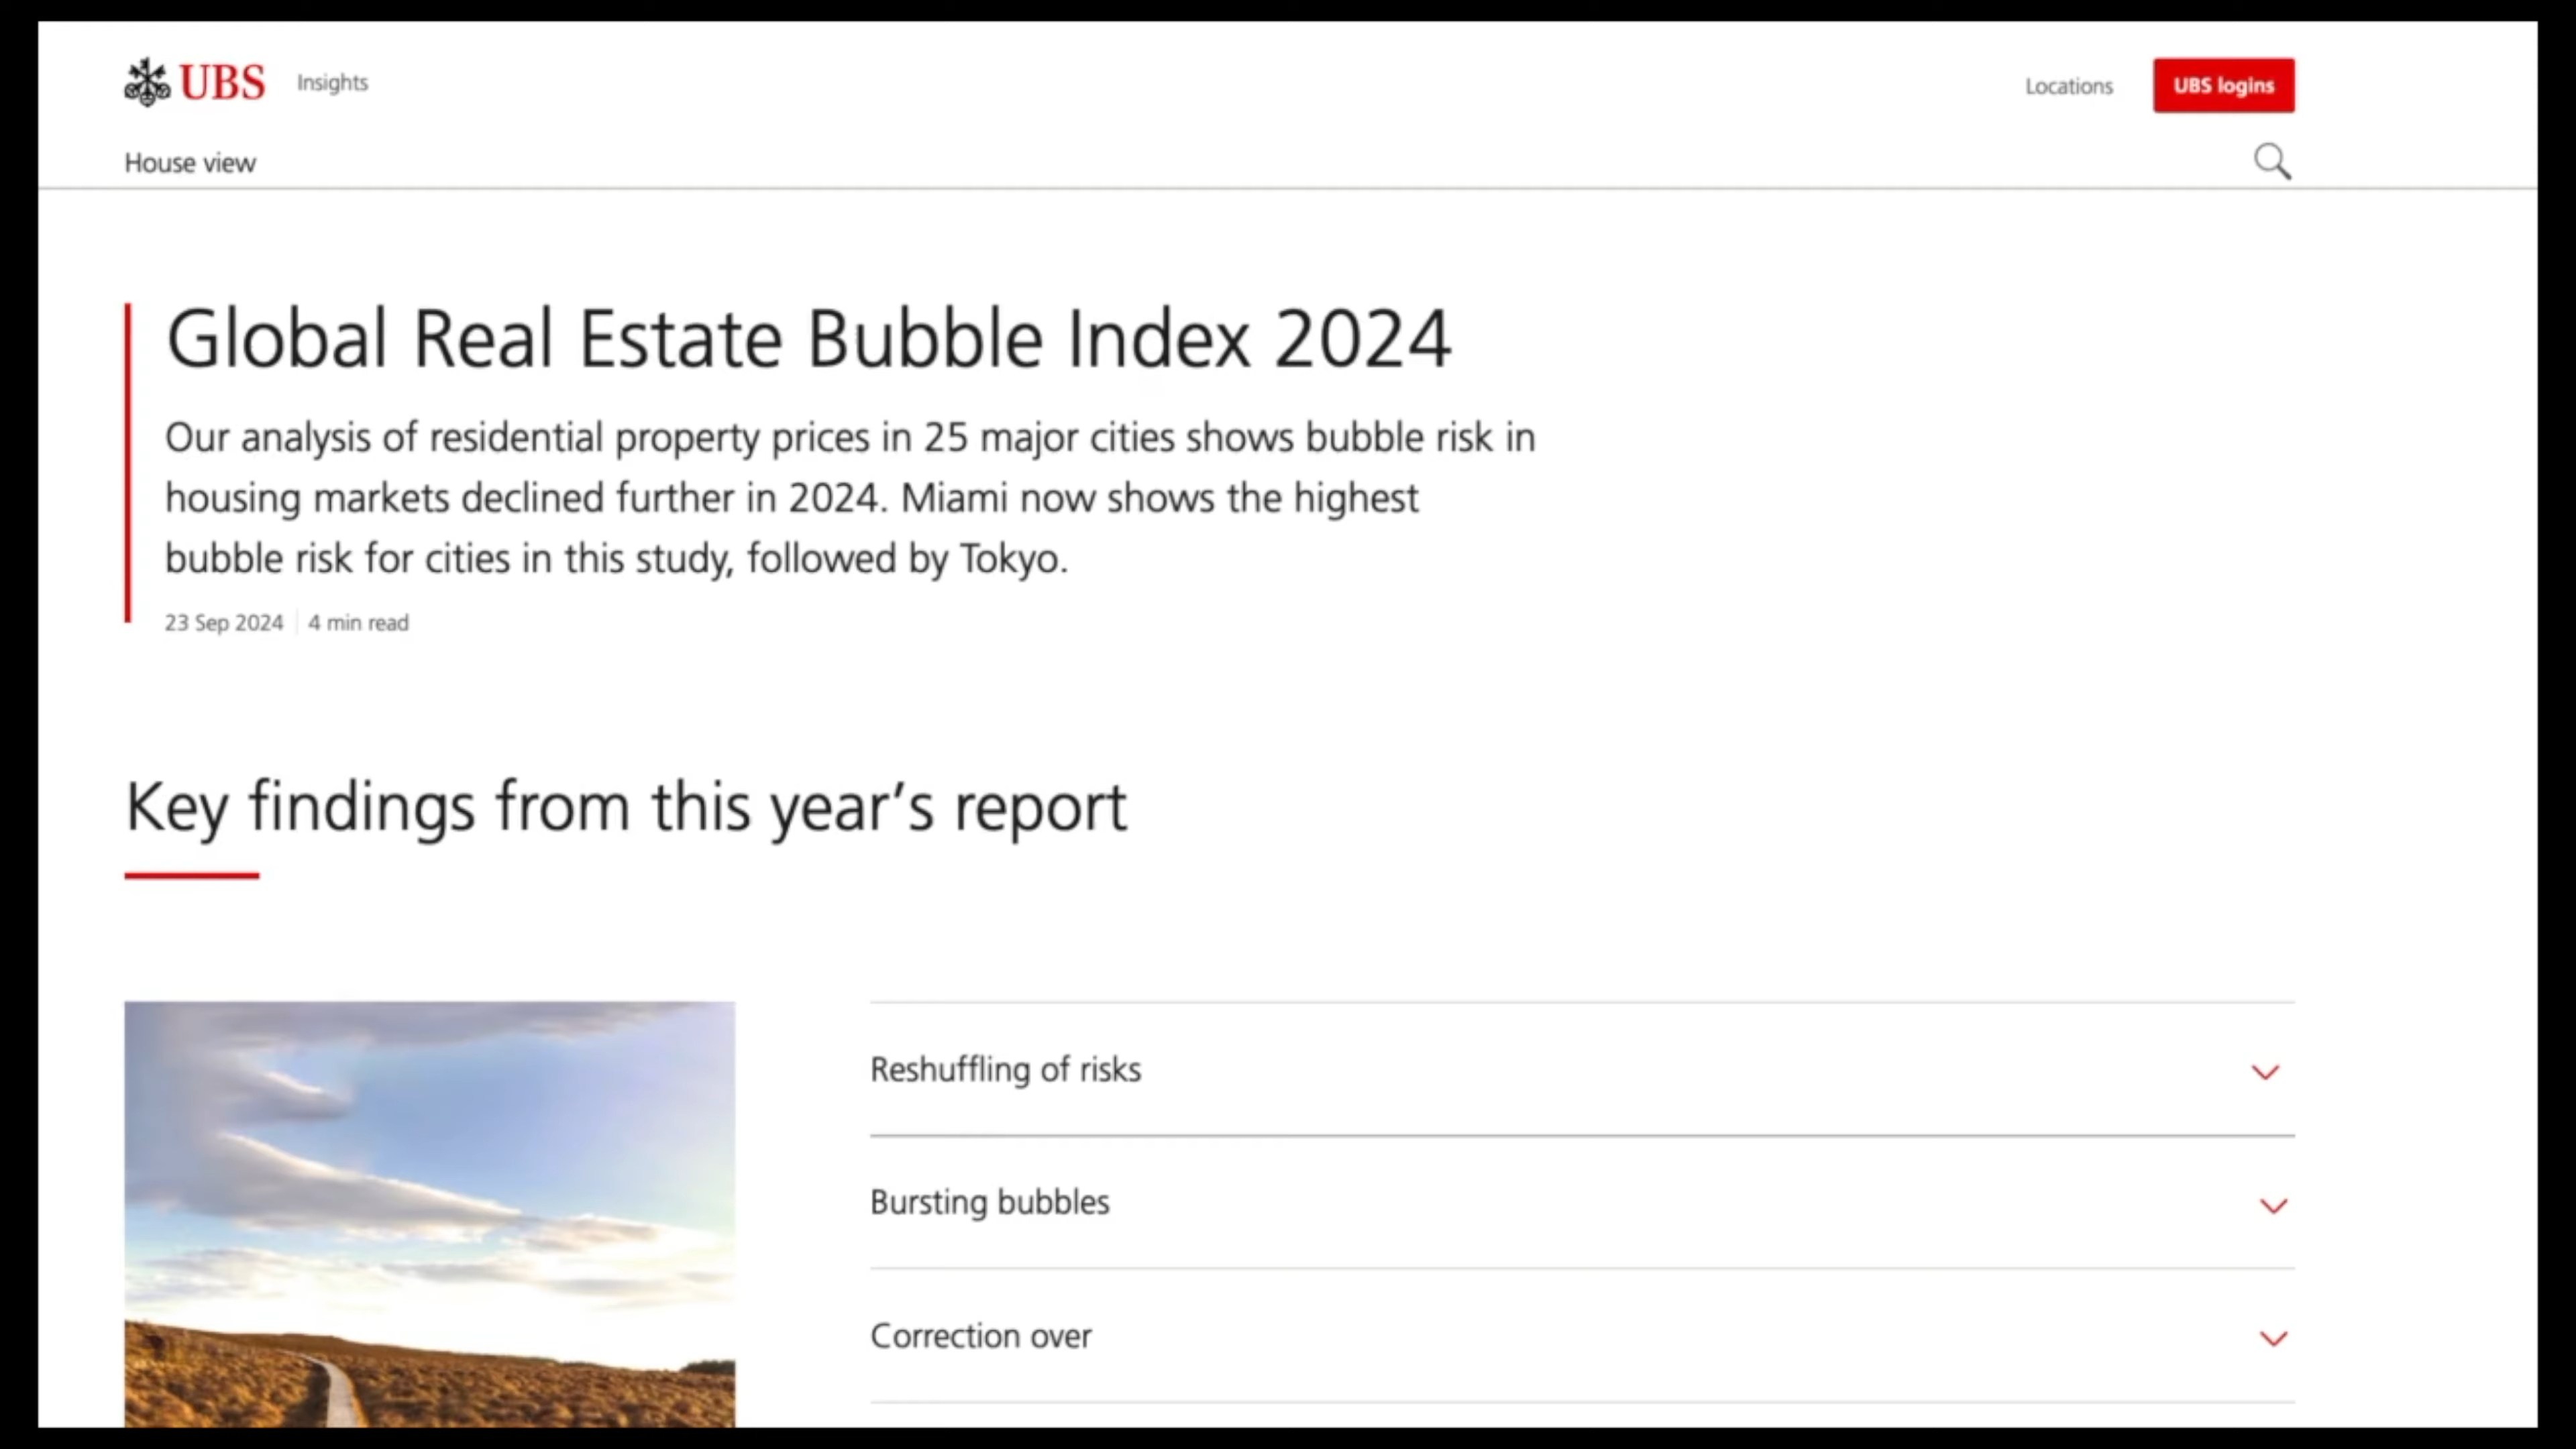 UBS Insights
Locations
UBS logins
House view
Global Real Estate Bubble Index 2024
Our analysis of residential property prices in 25 major cities shows bubble risk in
housing markets declined further in 2024. Miami now shows the highest
bubble risk for cities in this study, followed by Tokyo.
23 Sep 2024 | 4 min read
Key findings from this year’s report
Reshuffling of risks
Bursting bubbles
Correction over